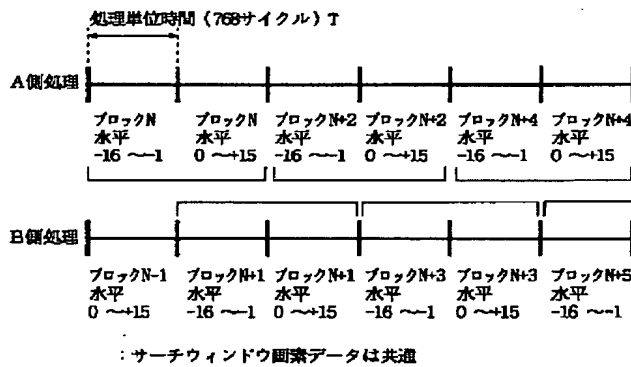 処理単位時間(768サイクル)T
A側処理
ブロックN ブロックN ブロックN+2 ブロックN+2 ブロックN+4 ブロックN+4
水平 水平 水平 水平 水平 水平
-16 ~-1 0 ~+15 -16 ~-1 0 ~+15 -16 ~-1 0 ~+15
B側処理
ブロックN-1 ブロックN+1 ブロックN+1 ブロックN+3 ブロックN+3 ブロックN+5
水平 水平 水平 水平 水平 水平
0 ~+15 -16 ~-1 0 ~+15 -16 ~-1 0 ~+15 -16 ~-1
:サーチウィンドウ画素データは共通